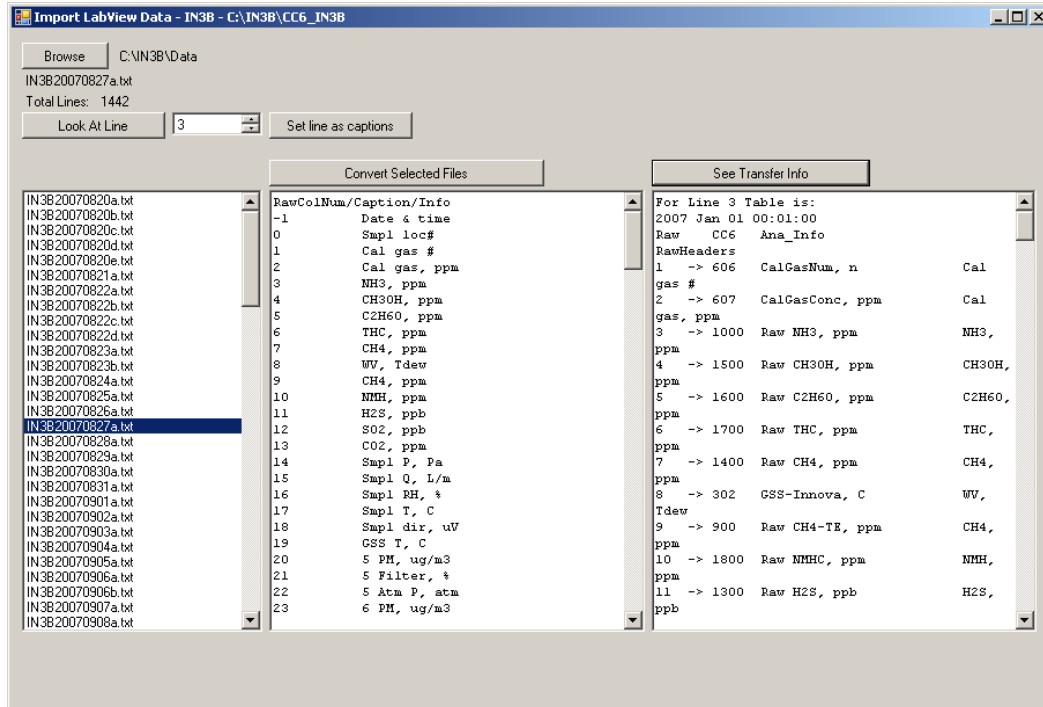 Import LabView Data - IN3B - C:\IN3B\CC6_IN3B
Browse C:\IN3B\Data
IN3B20070827a.txt
Total Lines: 1442
Look At Line 3 Set line as captions
Convert Selected Files See Transfer Info
IN3B20070820a.txt
IN3B20070820b.txt
IN3B20070820c.txt
IN3B20070820d.txt
IN3B20070820e.txt
IN3B20070821a.txt
IN3B20070822a.txt
IN3B20070822b.txt
IN3B20070822c.txt
IN3B20070822d.txt
IN3B20070823a.txt
IN3B20070823b.txt
IN3B20070824a.txt
IN3B20070825a.txt
IN3B20070826a.txt
IN3B20070827a.txt
IN3B20070828a.txt
IN3B20070829a.txt
IN3B20070830a.txt
IN3B20070831a.txt
IN3B20070901a.txt
IN3B20070902a.txt
IN3B20070903a.txt
IN3B20070904a.txt
IN3B20070905a.txt
IN3B20070906a.txt
IN3B20070906b.txt
IN3B20070907a.txt
IN3B20070908a.txt
RawColNum/Caption/Info
-1 Date & time
0 Smpl loc#
1 Cal gas #
2 Cal gas, ppm
3 NH3, ppm
4 CH3OH, ppm
5 C2H6O, ppm
6 THC, ppm
7 CH4, ppm
8 WV, Tdew
9 CH4, ppm
10 NMH, ppm
11 H2S, ppb
12 SO2, ppb
13 CO2, ppm
14 Smpl P, Pa
15 Smpl Q, L/m
16 Smpl RH, %
17 Smpl T, C
18 Smpl dir, uV
19 GSS T, C
20 5 PM, ug/m3
21 5 Filter, %
22 5 Atm P, atm
23 6 PM, ug/m3
For Line 3 Table is:
2007 Jan 01 00:01:00
Raw CC6 Ana_Info
RawHeaders
1 -> 606 CalGasNum, n Cal
gas #
2 -> 607 CalGasConc, ppm Cal
gas, ppm
3 -> 1000 Raw NH3, ppm NH3,
ppm
4 -> 1500 Raw CH3OH, ppm CH3OH,
ppm
5 -> 1600 Raw C2H6O, ppm C2H6O,
ppm
6 -> 1700 Raw THC, ppm THC,
ppm
7 -> 1400 Raw CH4, ppm CH4,
ppm
8 -> 302 GSS-Innova, C WV,
Tdew
9 -> 900 Raw CH4-TE, ppm CH4,
ppm
10 -> 1800 Raw NMHC, ppm NMH,
ppm
11 -> 1300 Raw H2S, ppb H2S,
ppb